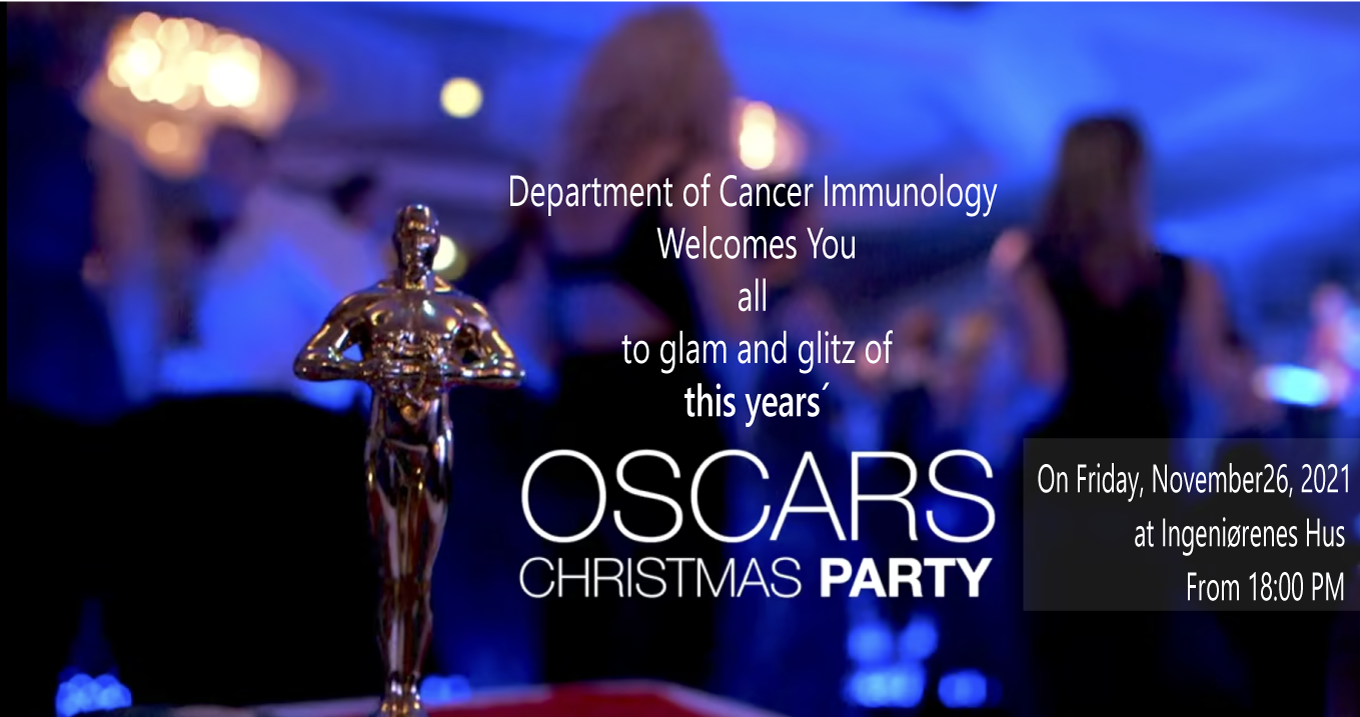 Department of Cancer Immunology
Welcomes You
all
to glam and glitz of
this years´
OSCARS
CHRISTMAS PARTY
On Friday, November26, 2021
at Ingeniørenes Hus
From 18:00 PM